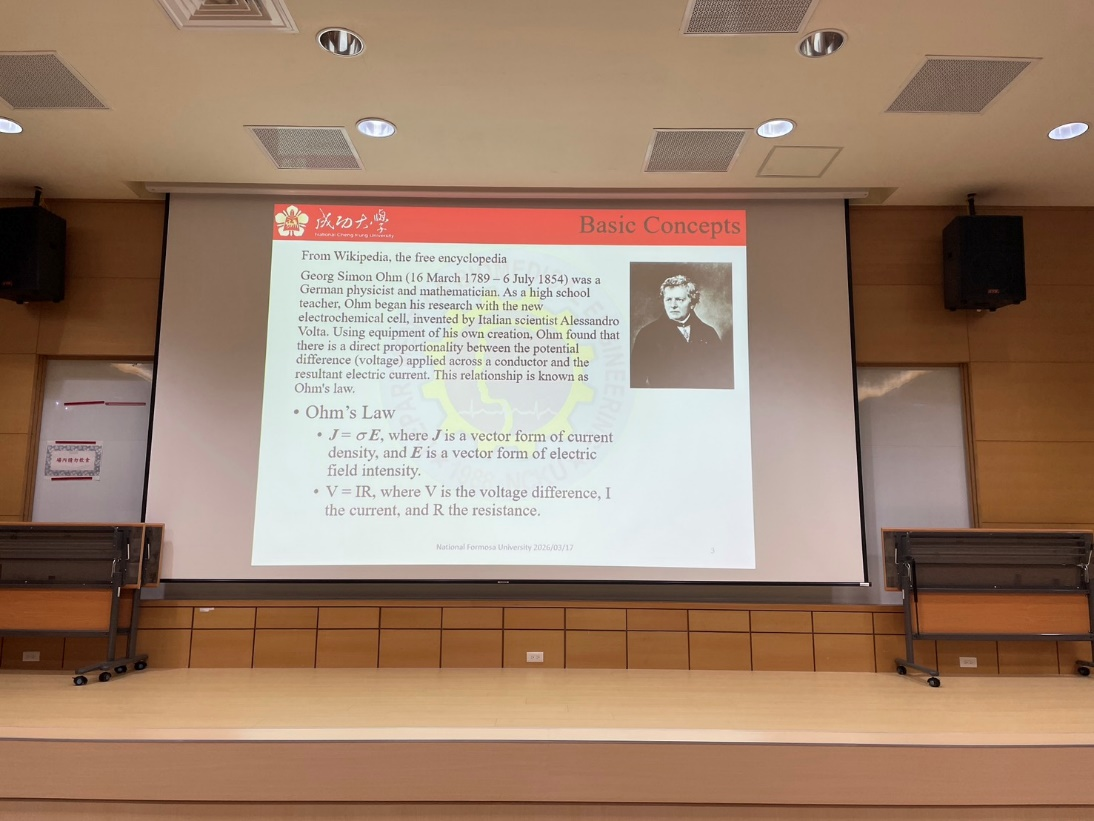 成功大學
National Cheng Kung University
Basic Concepts
From Wikipedia, the free encyclopedia
Georg Simon Ohm (16 March 1789 – 6 July 1854) was a
German physicist and mathematician. As a high school
teacher, Ohm began his research with the new
electrochemical cell, invented by Italian scientist Alessandro
Volta. Using equipment of his own creation, Ohm found that
there is a direct proportionality between the potential
difference (voltage) applied across a conductor and the
resultant electric current. This relationship is known as
Ohm's law.
• Ohm's Law
• J = σE, where J is a vector form of current
density, and E is a vector form of electric
field intensity.
• V = IR, where V is the voltage difference, I
the current, and R the resistance.
National Formosa University 2026/03/17
3
場內請勿飲食